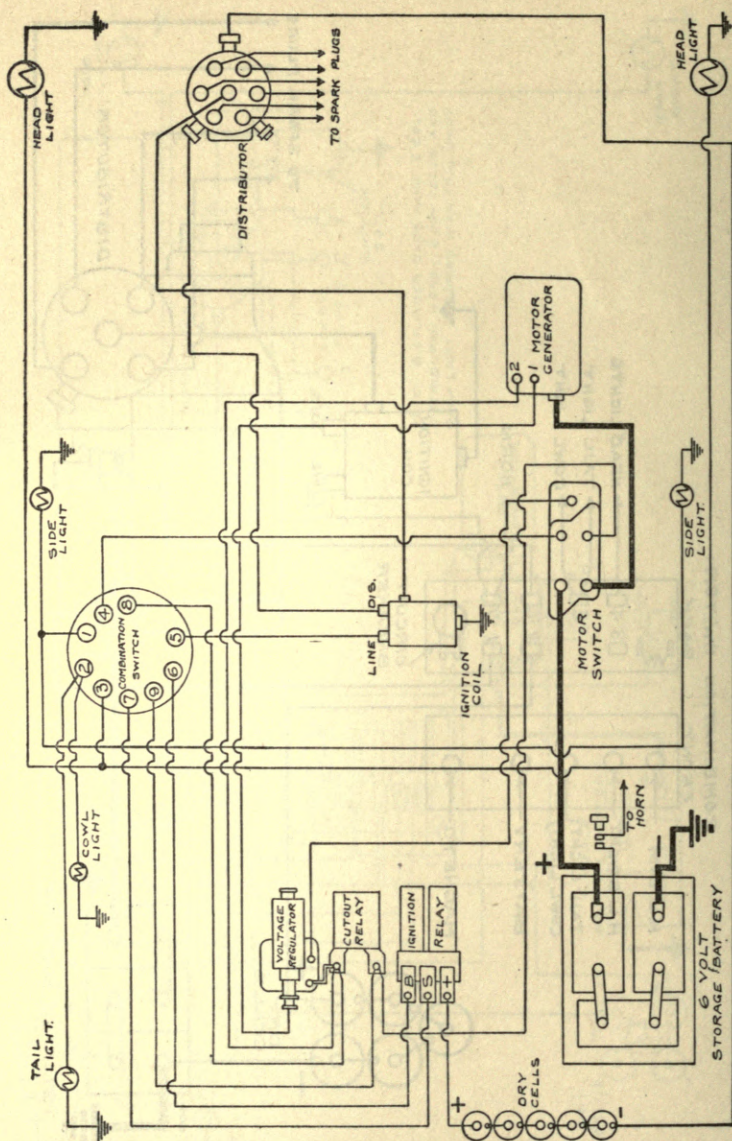 HEAD
LIGHT
TO SPARK PLUGS
DISTRIBUTOR
HEAD
LIGHT
2
1
MOTOR
GENERATOR
SIDE
LIGHT
1
4
2
8
3
COMBINATION
SWITCH
5
7
6
9
LINE
DIS.
IGNITION
COIL
MOTOR
SWITCH
SIDE
LIGHT.
COWL
LIGHT
TAIL
LIGHT.
VOLTAGE
REGULATOR
CUTOUT
RELAY
IGNITION
RELAY
B
S
+
+
DRY
CELLS
-
+
TO
HORN
-
6 VOLT
STORAGE BATTERY